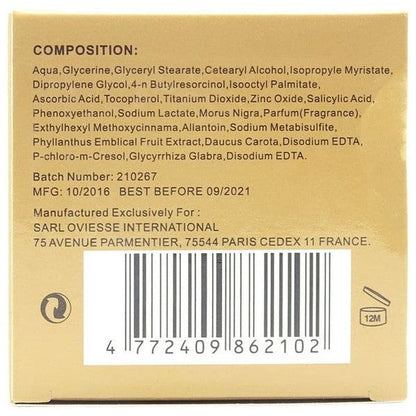 COMPOSITION:
Aqua,Glycerine,Glyceryl Stearate,Cetearyl Alcohol,Isopropyle Myristate,
Dipropylene Glycol,4-n Butylresorcinol,Isooctyl Palmitate,
Ascorbic Acid,Tocopherol,Titanium Dioxide,Zinc Oxide,Salicylic Acid,
Phenoxyethanol,Sodium Lactate,Morus Nigra,Parfum(Fragrance),
Exthylhexyl Methoxycinnama,Allantoin,Sodium Metabisulfite,
Phyllanthus Emblical Fruit Extract,Daucus Carota,Disodium EDTA,
P-chloro-m-Cresol,Glycyrrhiza Glabra,Disodium EDTA.
Batch Number: 210267
MFG: 10/2016 BEST BEFORE 09/2021
Manufactured Exclusively For :
SARL OVIESSE INTERNATIONAL
75 AVENUE PARMENTIER, 75544 PARIS CEDEX 11 FRANCE.
12M
4 772409 862102